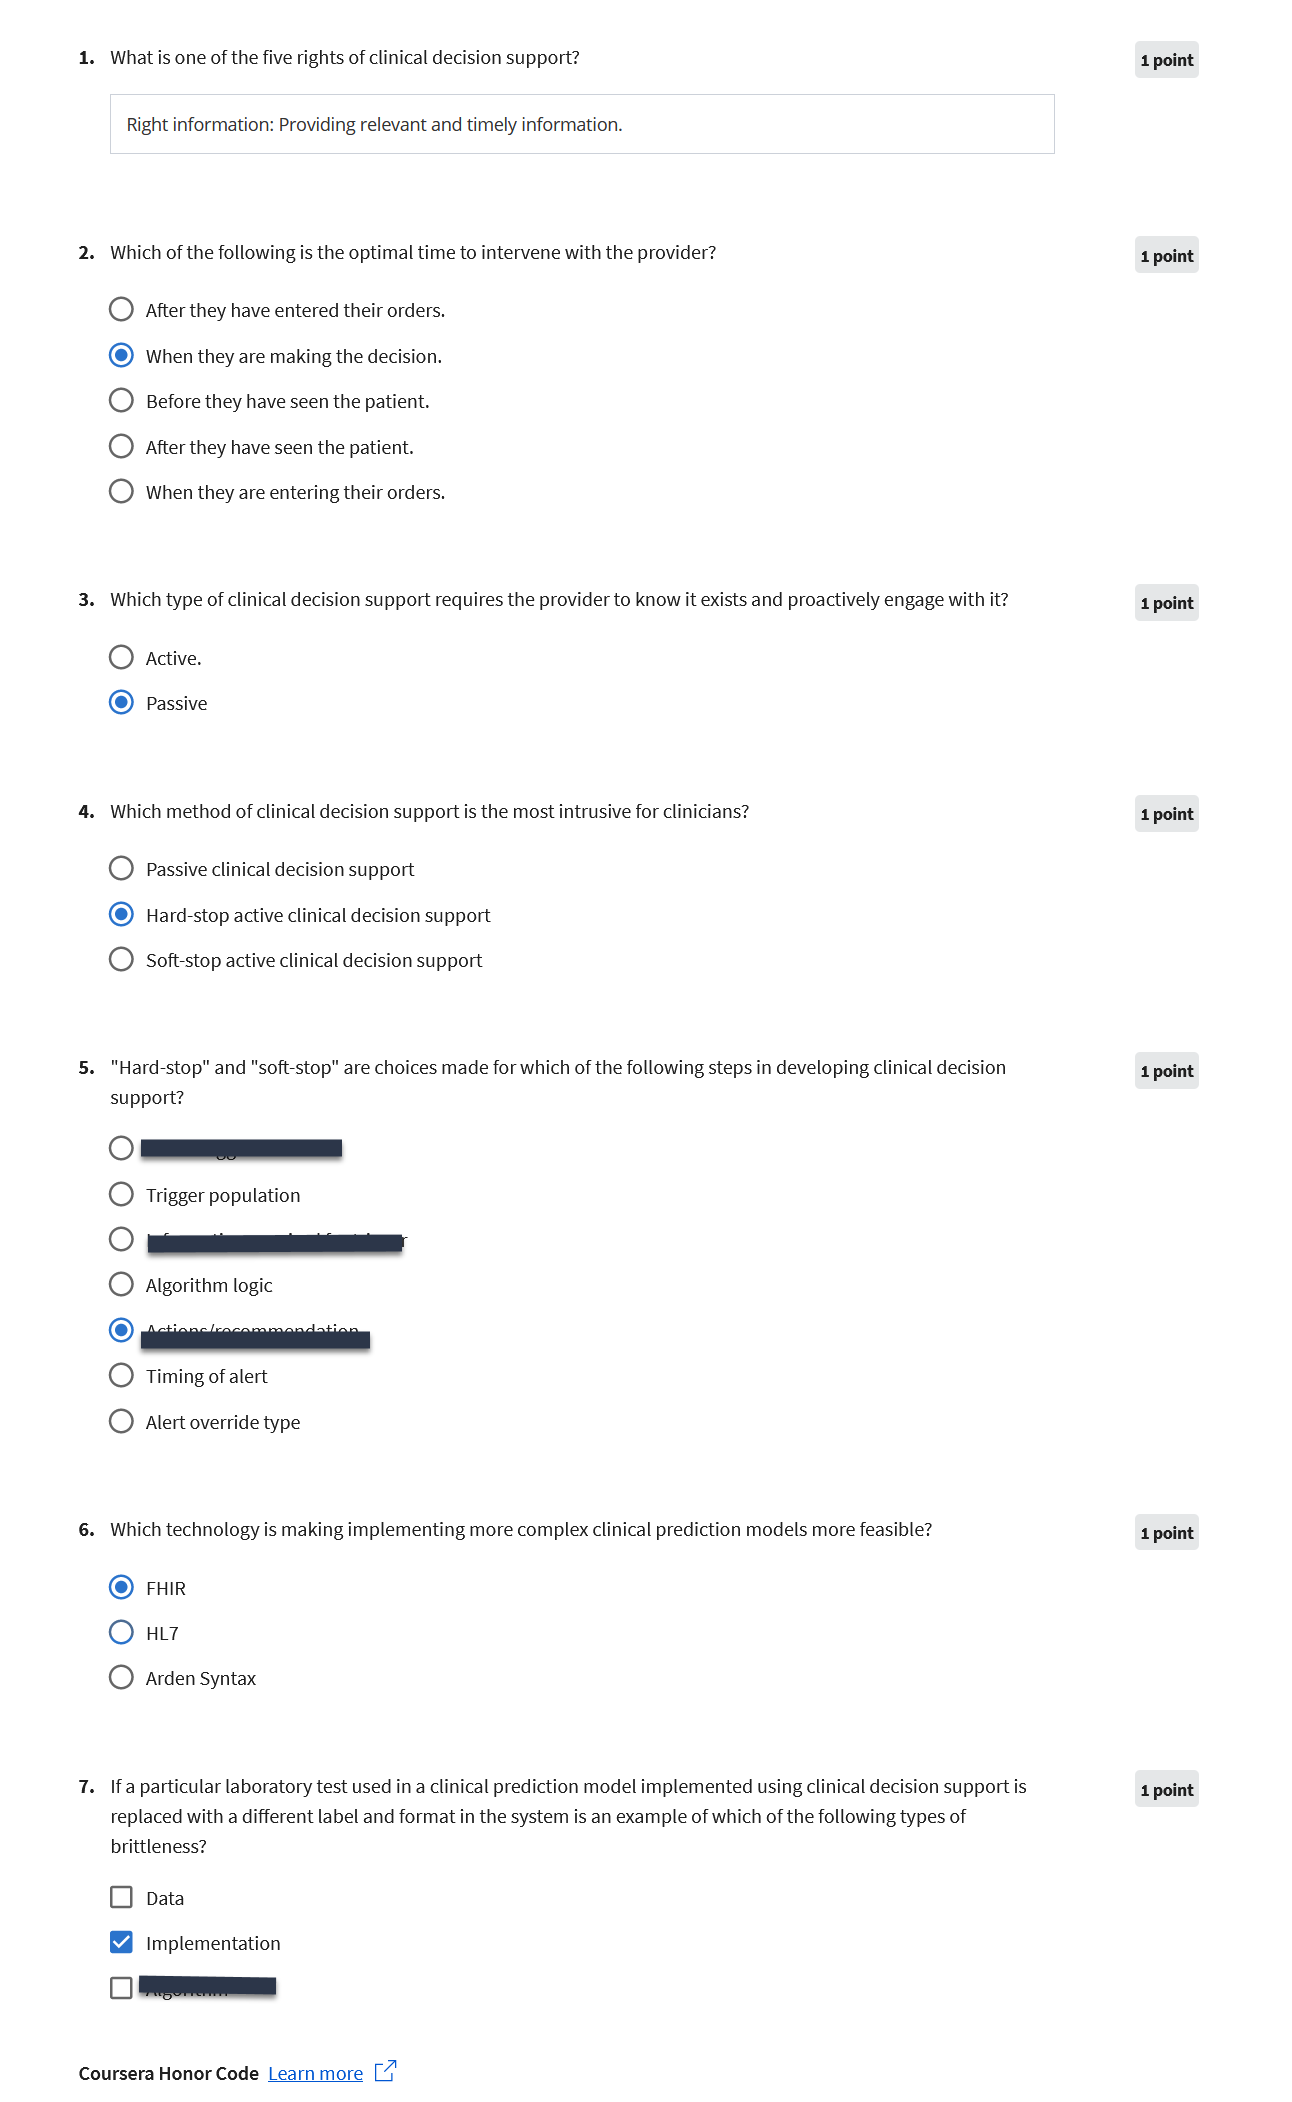 1. What is one of the five rights of clinical decision support?
1 point
Right information: Providing relevant and timely information.
2. Which of the following is the optimal time to intervene with the provider?
1 point
After they have entered their orders.
When they are making the decision.
Before they have seen the patient.
After they have seen the patient.
When they are entering their orders.
3. Which type of clinical decision support requires the provider to know it exists and proactively engage with it?
1 point
Active.
Passive
4. Which method of clinical decision support is the most intrusive for clinicians?
1 point
Passive clinical decision support
Hard-stop active clinical decision support
Soft-stop active clinical decision support
5. "Hard-stop" and "soft-stop" are choices made for which of the following steps in developing clinical decision
support?
1 point
Trigger population
Algorithm logic
Actions/recommendation
Timing of alert
Alert override type
6. Which technology is making implementing more complex clinical prediction models more feasible?
1 point
FHIR
HL7
Arden Syntax
7. If a particular laboratory test used in a clinical prediction model implemented using clinical decision support is
replaced with a different label and format in the system is an example of which of the following types of
brittleness?
1 point
Data
Implementation
Coursera Honor Code Learn more